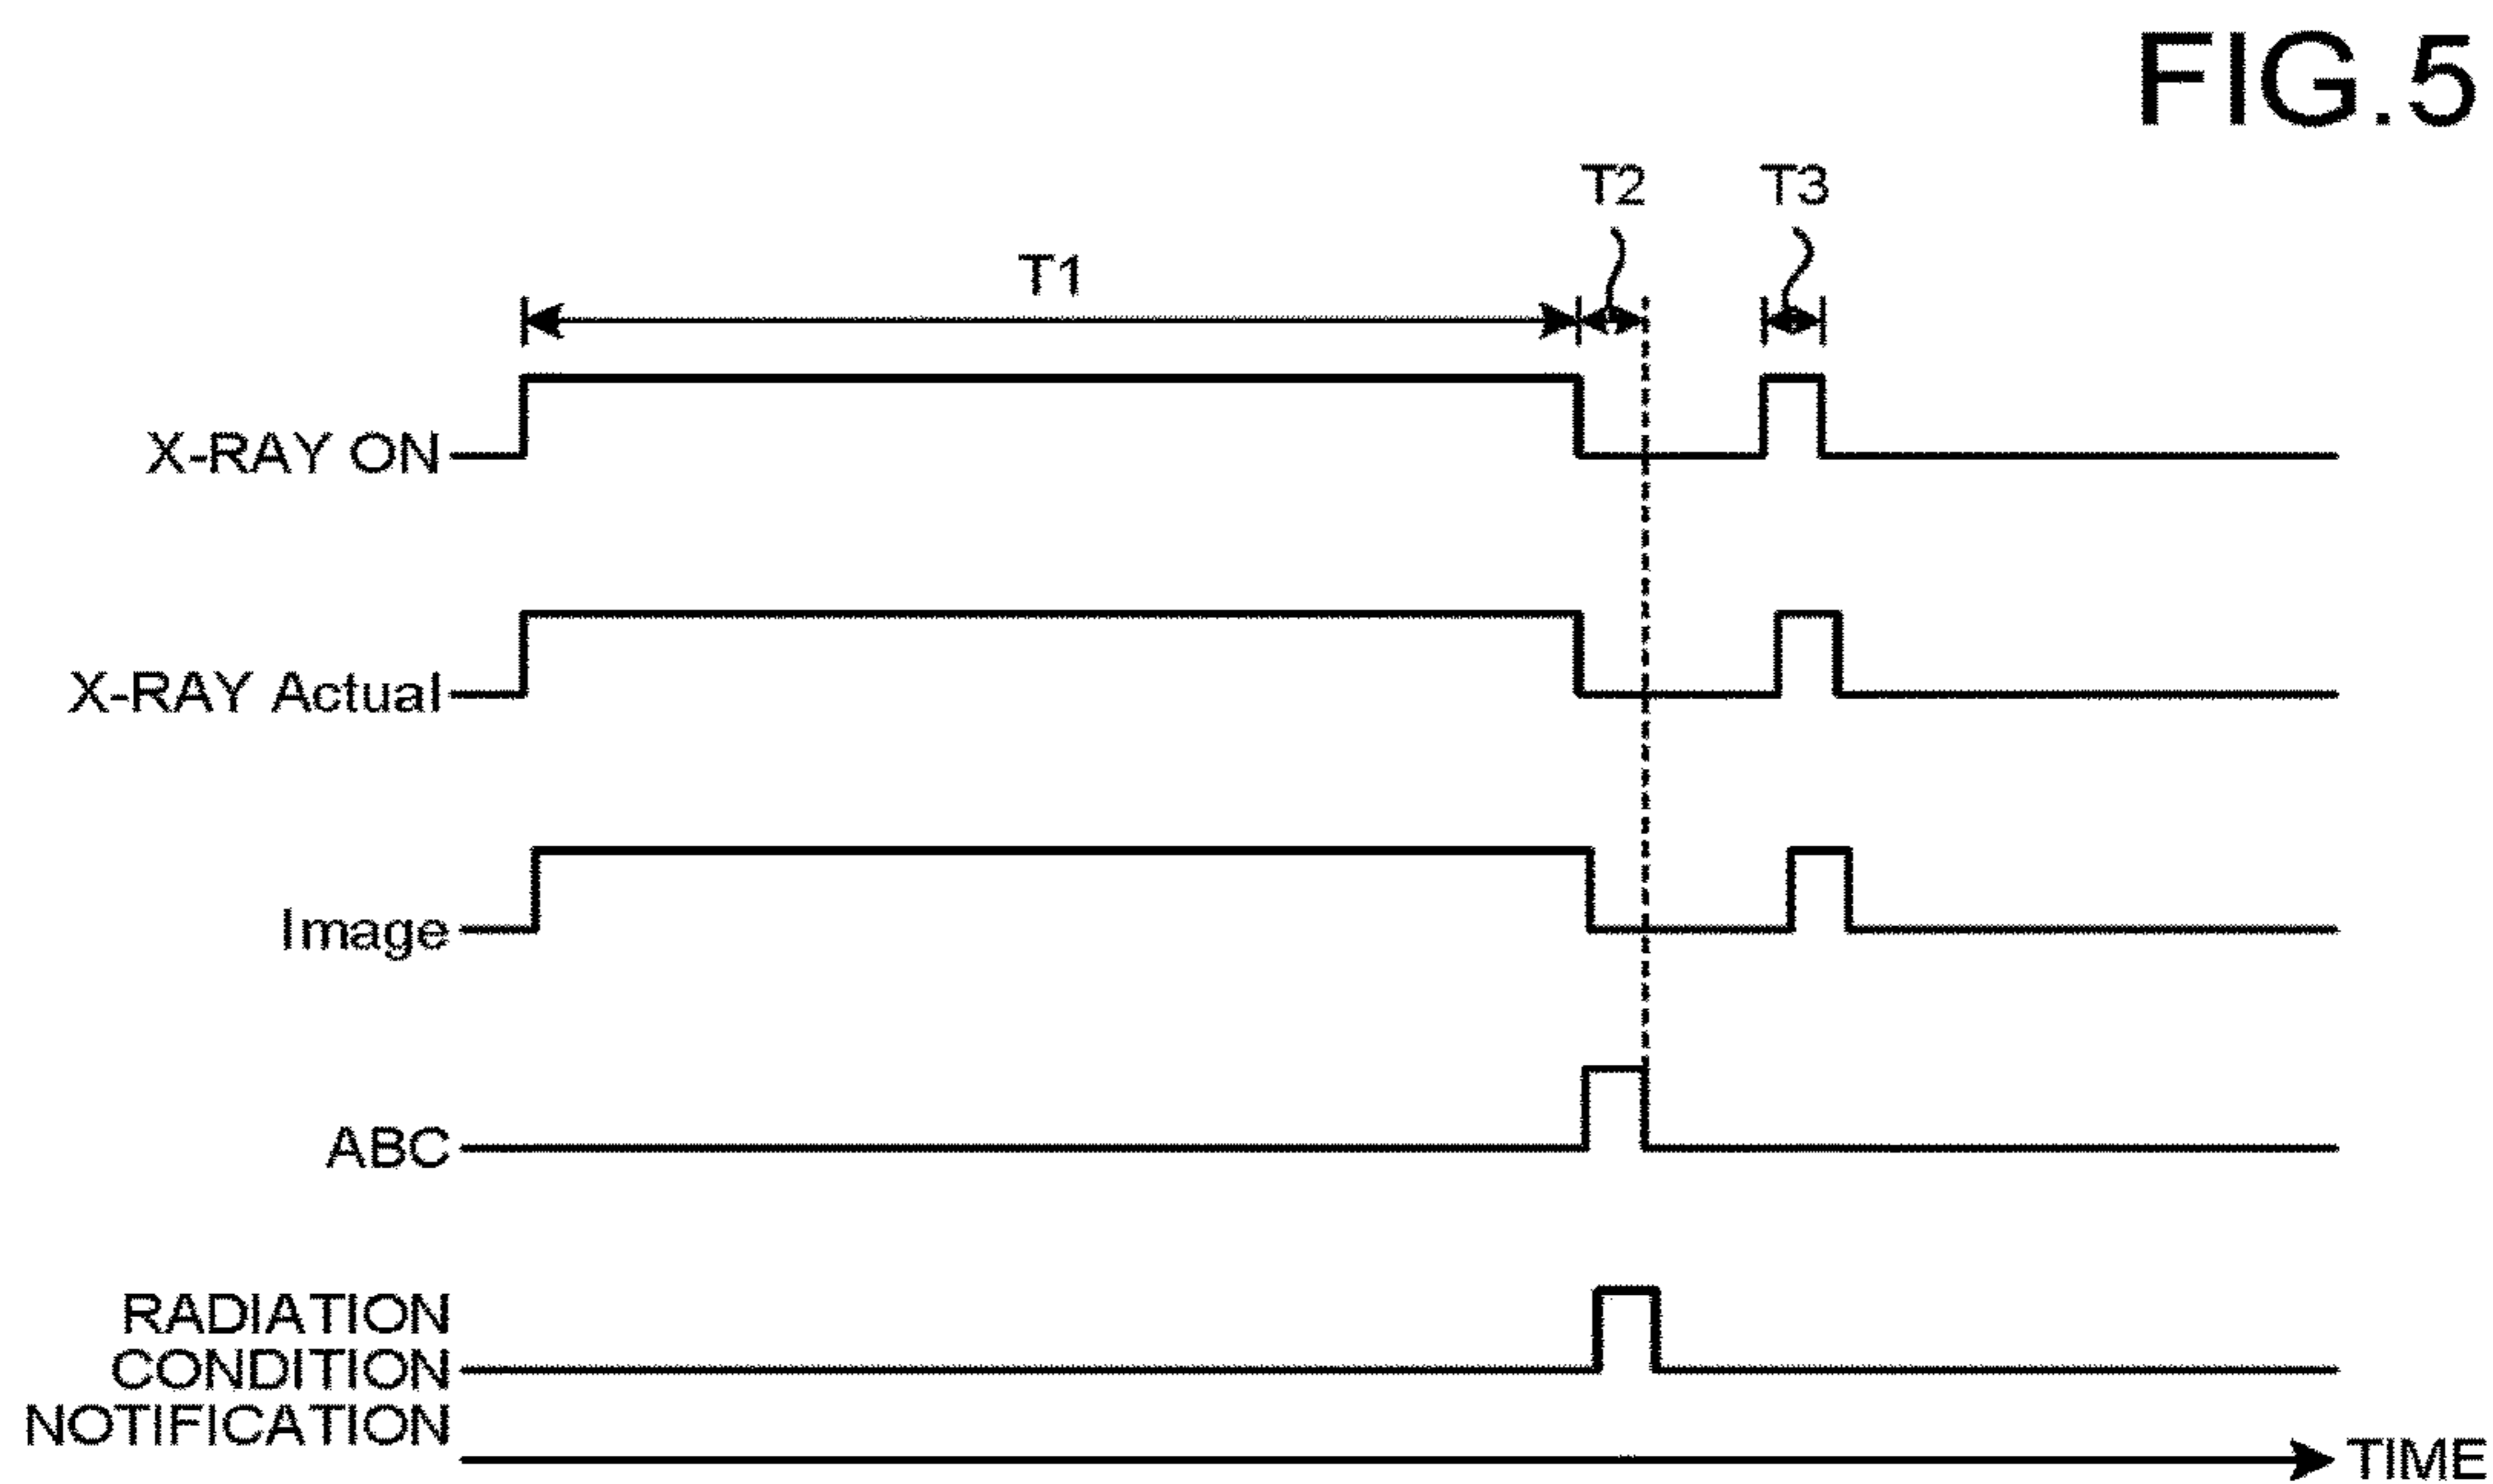 FIG.5
T2
T3
T1
X-RAY ON
X-RAY Actual
Image
ABC
RADIATION
CONDITION
NOTIFICATION
TIME